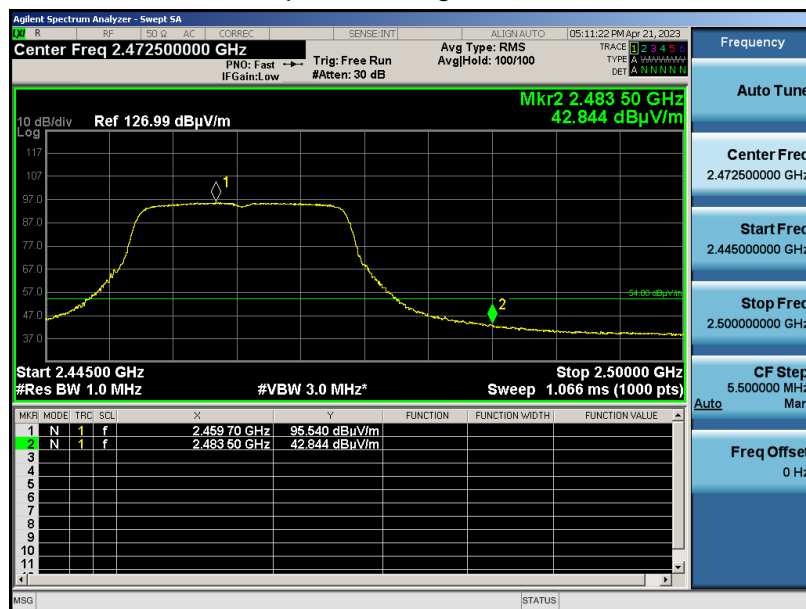 Agilent Spectrum Analyzer - Swept SA
LXI R RF 50 Ω AC CORREC SENSE:INT ALIGN AUTO 05:11:22 PM Apr 21, 2023
Center Freq 2.472500000 GHz
PNO: Fast
IFGain:Low
Trig: Free Run
#Atten: 30 dB
Avg Type: RMS
Avg|Hold: 100/100
TRACE 1 2 3 4 5 6
TYPE A WWWWW
DET A N N N N N
Mkr2 2.483 50 GHz
42.844 dBµV/m
10 dB/div Ref 126.99 dBµV/m
Log
117
107
97.0
87.0
77.0
67.0
57.0
47.0
37.0
1
2
54.00 dBµV/m
Start 2.44500 GHz Stop 2.50000 GHz
#Res BW 1.0 MHz #VBW 3.0 MHz* Sweep 1.066 ms (1000 pts)
MKR MODE TRC SCL X Y FUNCTION FUNCTION WIDTH FUNCTION VALUE
1 N 1 f 2.459 70 GHz 95.540 dBµV/m
2 N 1 f 2.483 50 GHz 42.844 dBµV/m
3
4
5
6
7
8
9
10
11
MSG STATUS
Frequency
Auto Tune
Center Freq
2.472500000 GHz
Start Freq
2.445000000 GHz
Stop Freq
2.500000000 GHz
CF Step
5.500000 MHz
Auto Man
Freq Offset
0 Hz